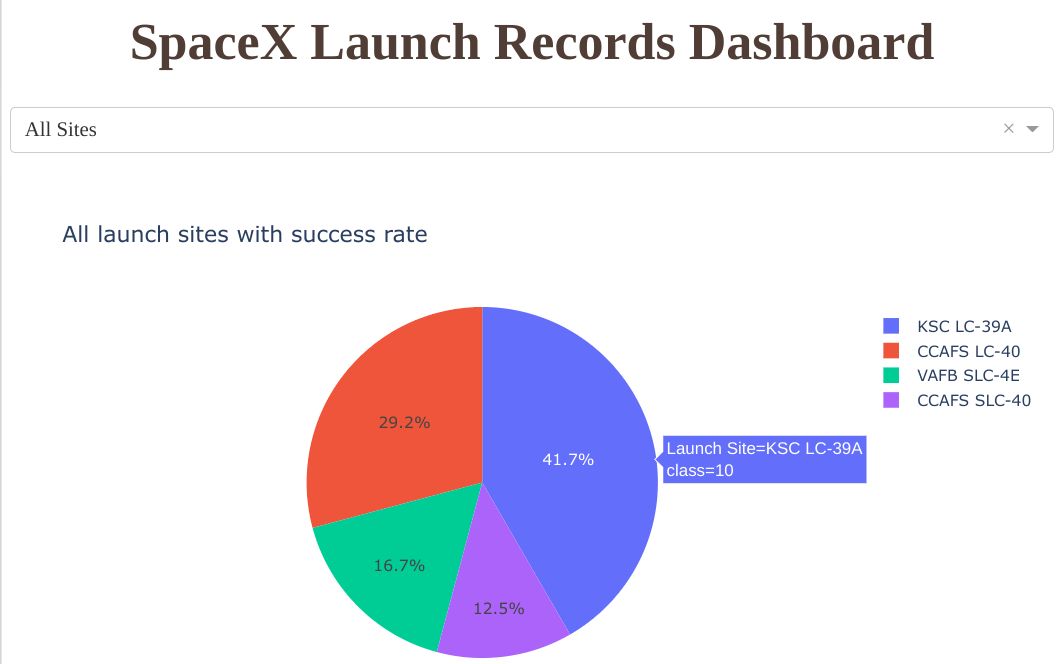 SpaceX Launch Records Dashboard
All Sites
×
All launch sites with success rate
KSC LC-39A
CCAFS LC-40
VAFB SLC-4E
CCAFS SLC-40
29.2%
41.7%
Launch Site=KSC LC-39A
class=10
16.7%
12.5%